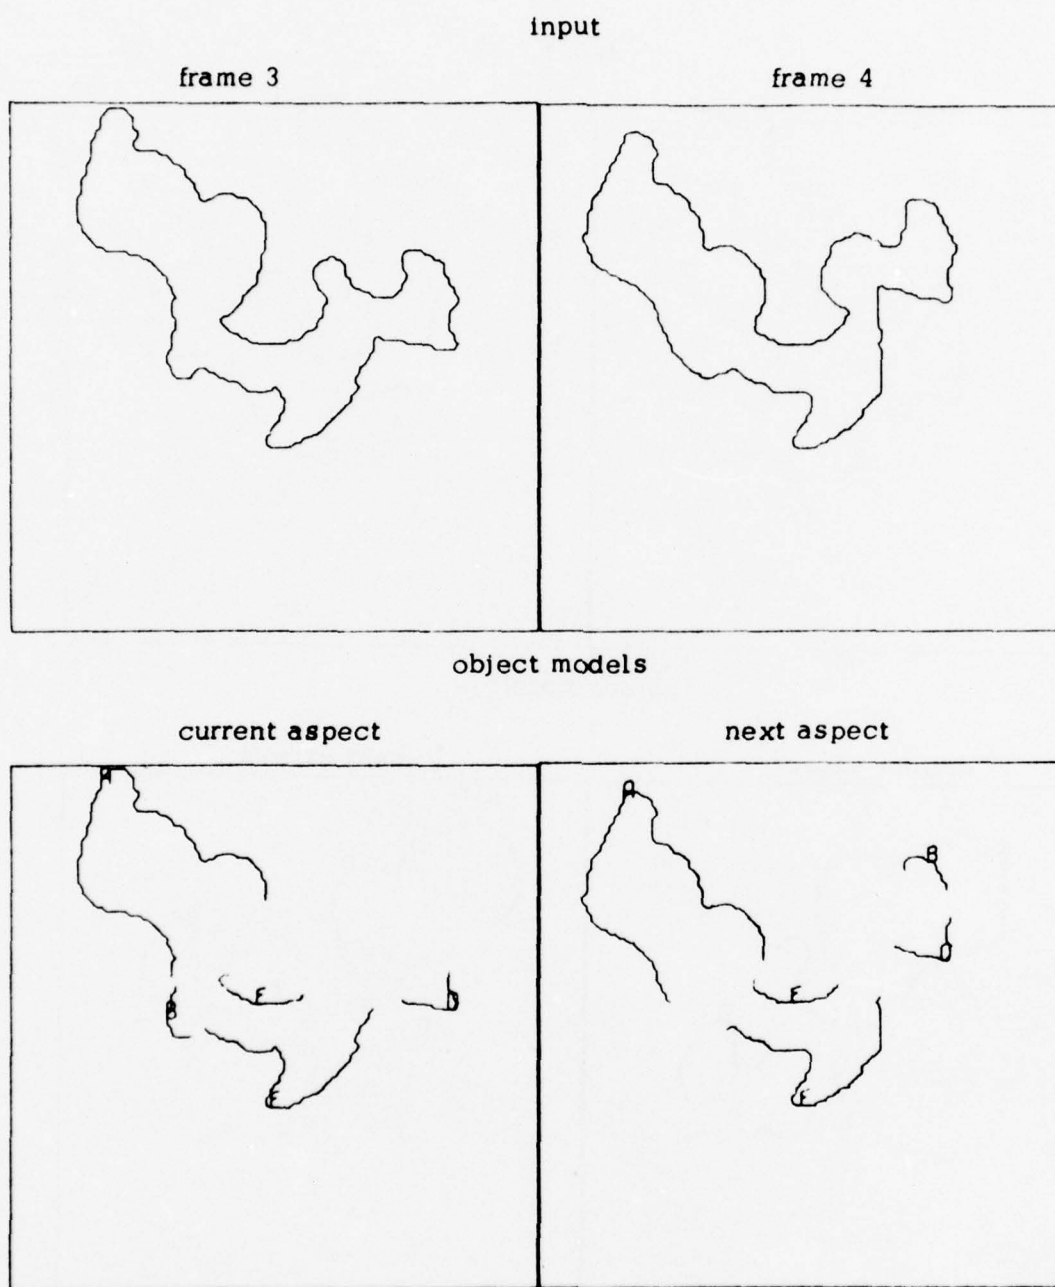 input
frame 3 frame 4
object models
current aspect next aspect
A A
B
F D F D
B
F F